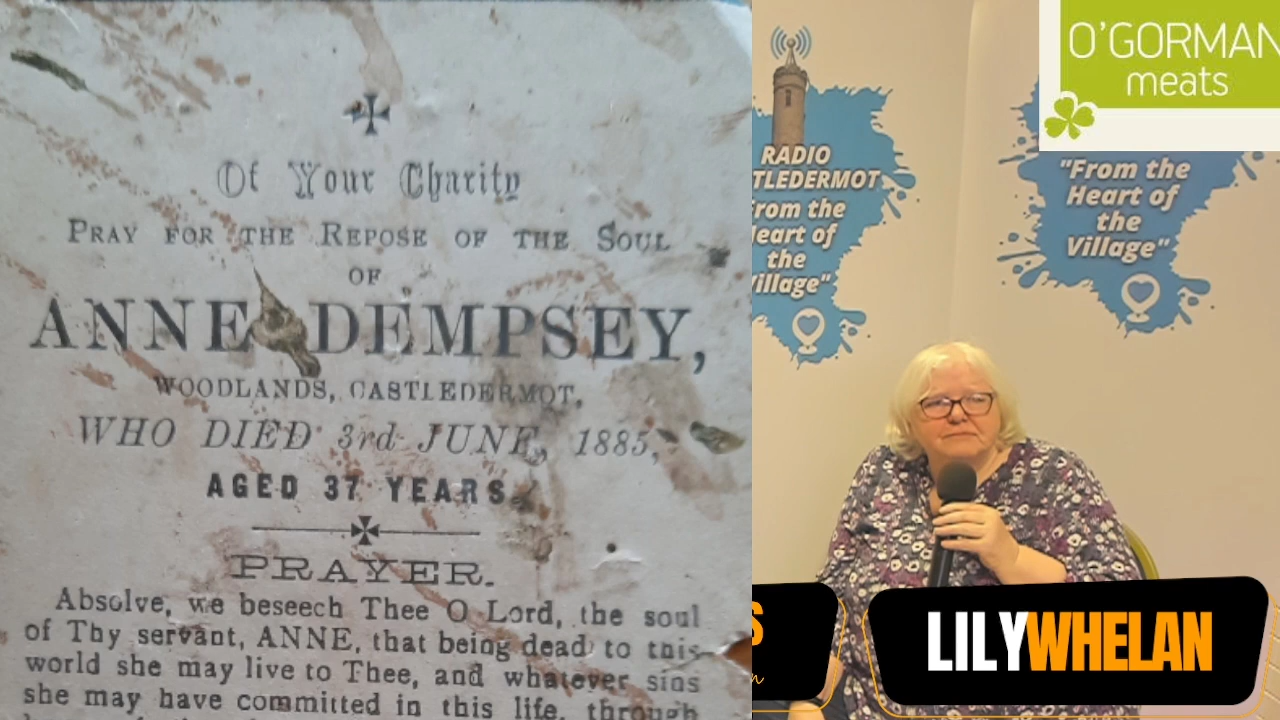 Of Your Charity
PRAY FOR THE REPOSE OF THE SOUL
OF
ANNE DEMPSEY,
WOODLANDS, CASTLEDERMOT,
WHO DIED 3rd JUNE, 1885,
AGED 37 YEARS.
PRAYER.
Absolve, we beseech Thee O Lord, the soul
of Thy servant, ANNE, that being dead to this
world she may live to Thee, and whatever sins
she may have committed in this life, through
O'GORMAN
meats
RADIO
TLEDERMOT
rom the
eart of
the
illage"
"From the
Heart of
the
Village"
S
LILYWHELAN